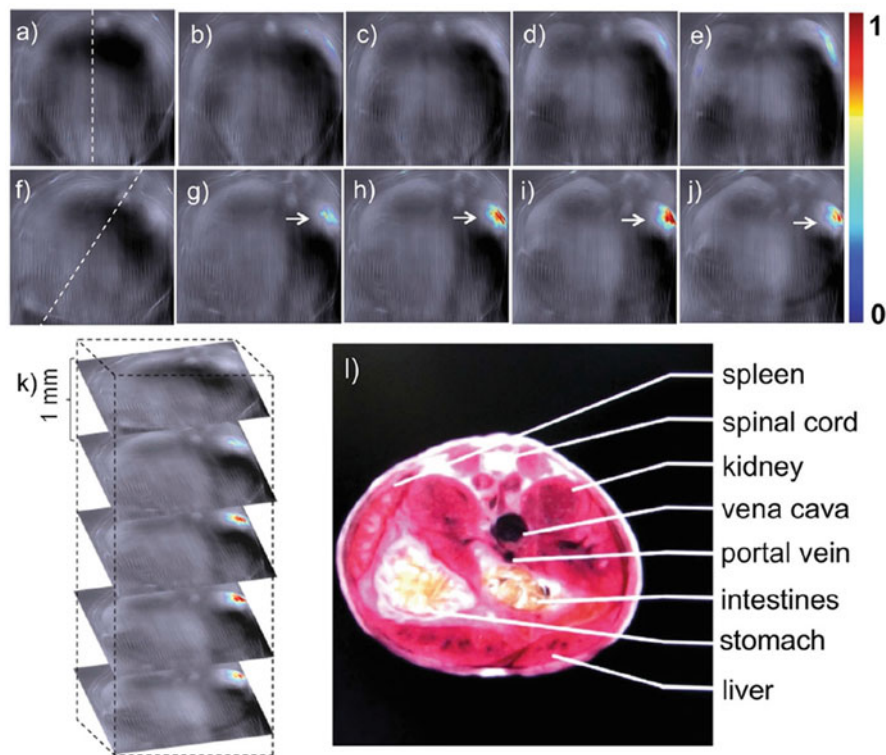 a)
b)
c)
d)
e)
1
f)
g)
h)
i)
j)
0
k)
1 mm
l)
spleen
spinal cord
kidney
vena cava
portal vein
intestines
stomach
liver